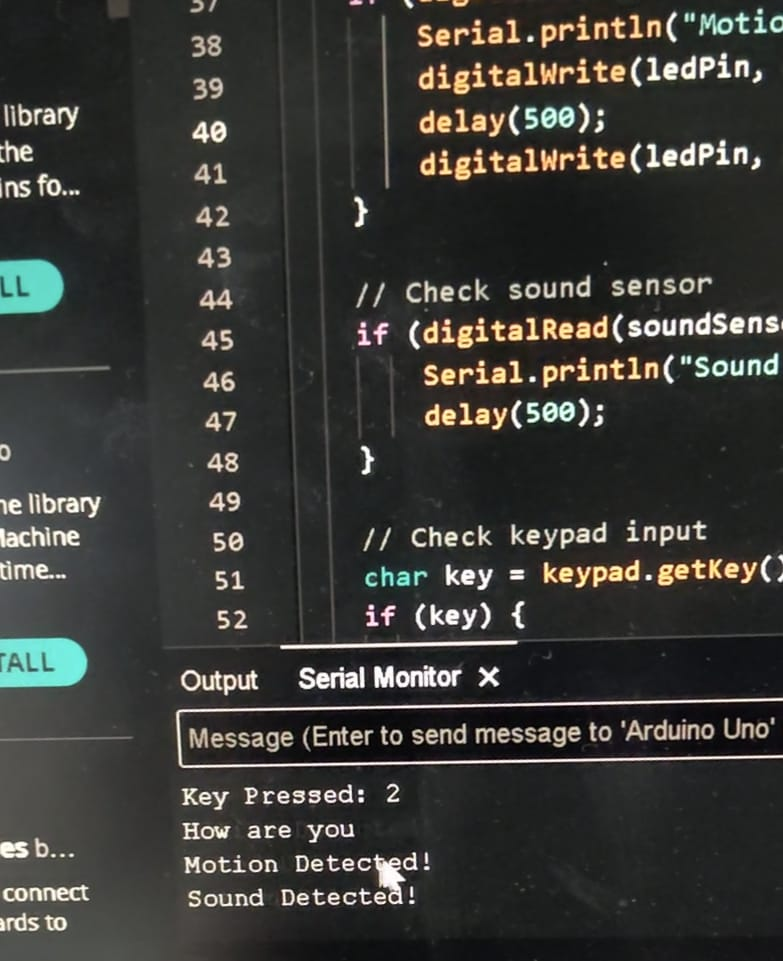 library
the
ins fo...
LL
o
ne library
Machine
time...
TALL
es b...
connect
ards to
37
38 Serial.println("Motio
39 digitalWrite(ledPin,
40 delay(500);
41 digitalWrite(ledPin,
42 }
43
44 // Check sound sensor
45 if (digitalRead(soundSens
46 Serial.println("Sound
47 delay(500);
48 }
49
50 // Check keypad input
51 char key = keypad.getKey()
52 if (key) {
Output Serial Monitor ×
Message (Enter to send message to 'Arduino Uno'
Key Pressed: 2
How are you
Motion Detected!
Sound Detected!